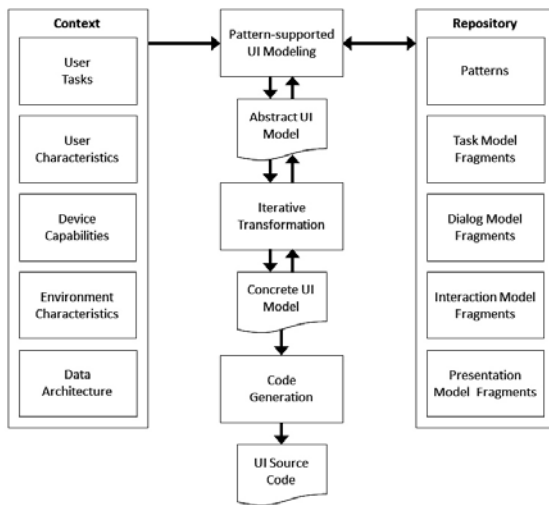 Context
User
Tasks
User
Characteristics
Device
Capabilities
Environment
Characteristics
Data
Architecture
Pattern-supported
UI Modeling
Abstract UI
Model
Iterative
Transformation
Concrete UI
Model
Code
Generation
UI Source
Code
Repository
Patterns
Task Model
Fragments
Dialog Model
Fragments
Interaction Model
Fragments
Presentation
Model Fragments